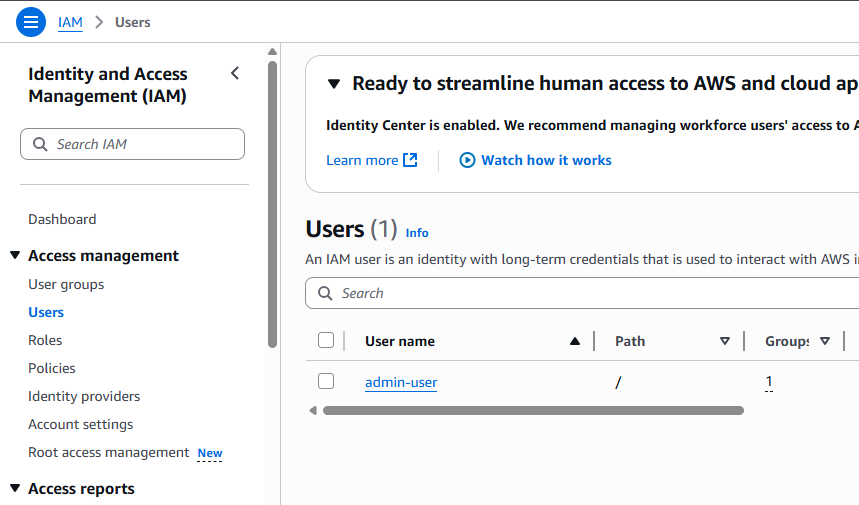 IAM > Users
Identity and Access
Management (IAM)
Search IAM
Dashboard
Access management
User groups
Users
Roles
Policies
Identity providers
Account settings
Root access management New
Access reports
Ready to streamline human access to AWS and cloud ap
Identity Center is enabled. We recommend managing workforce users' access to A
Learn more
Watch how it works
Users (1) Info
An IAM user is an identity with long-term credentials that is used to interact with AWS i
Search
User name Path Groups
admin-user / 1